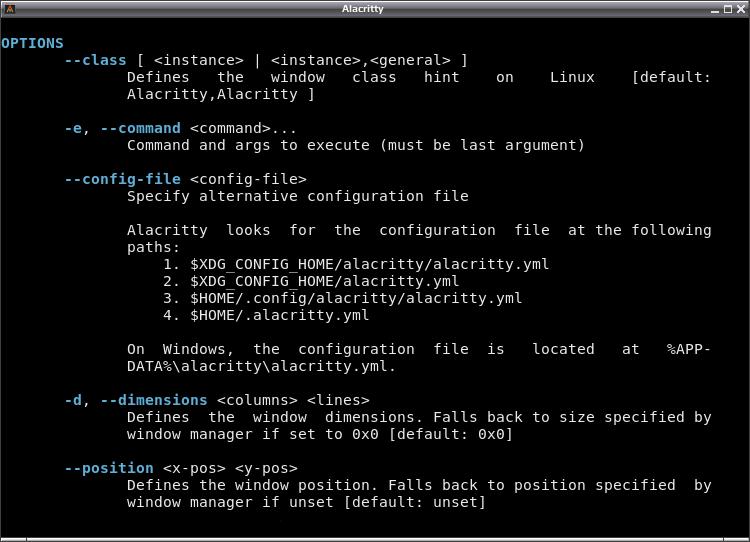 Alacritty
OPTIONS
--class [ <instance> | <instance>,<general> ]
Defines the window class hint on Linux [default:
Alacritty,Alacritty ]
-e, --command <command>...
Command and args to execute (must be last argument)
--config-file <config-file>
Specify alternative configuration file
Alacritty looks for the configuration file at the following
paths:
1. $XDG_CONFIG_HOME/alacritty/alacritty.yml
2. $XDG_CONFIG_HOME/alacritty.yml
3. $HOME/.config/alacritty/alacritty.yml
4. $HOME/.alacritty.yml
On Windows, the configuration file is located at %APP-
DATA%\alacritty\alacritty.yml.
-d, --dimensions <columns> <lines>
Defines the window dimensions. Falls back to size specified by
window manager if set to 0x0 [default: 0x0]
--position <x-pos> <y-pos>
Defines the window position. Falls back to position specified by
window manager if unset [default: unset]